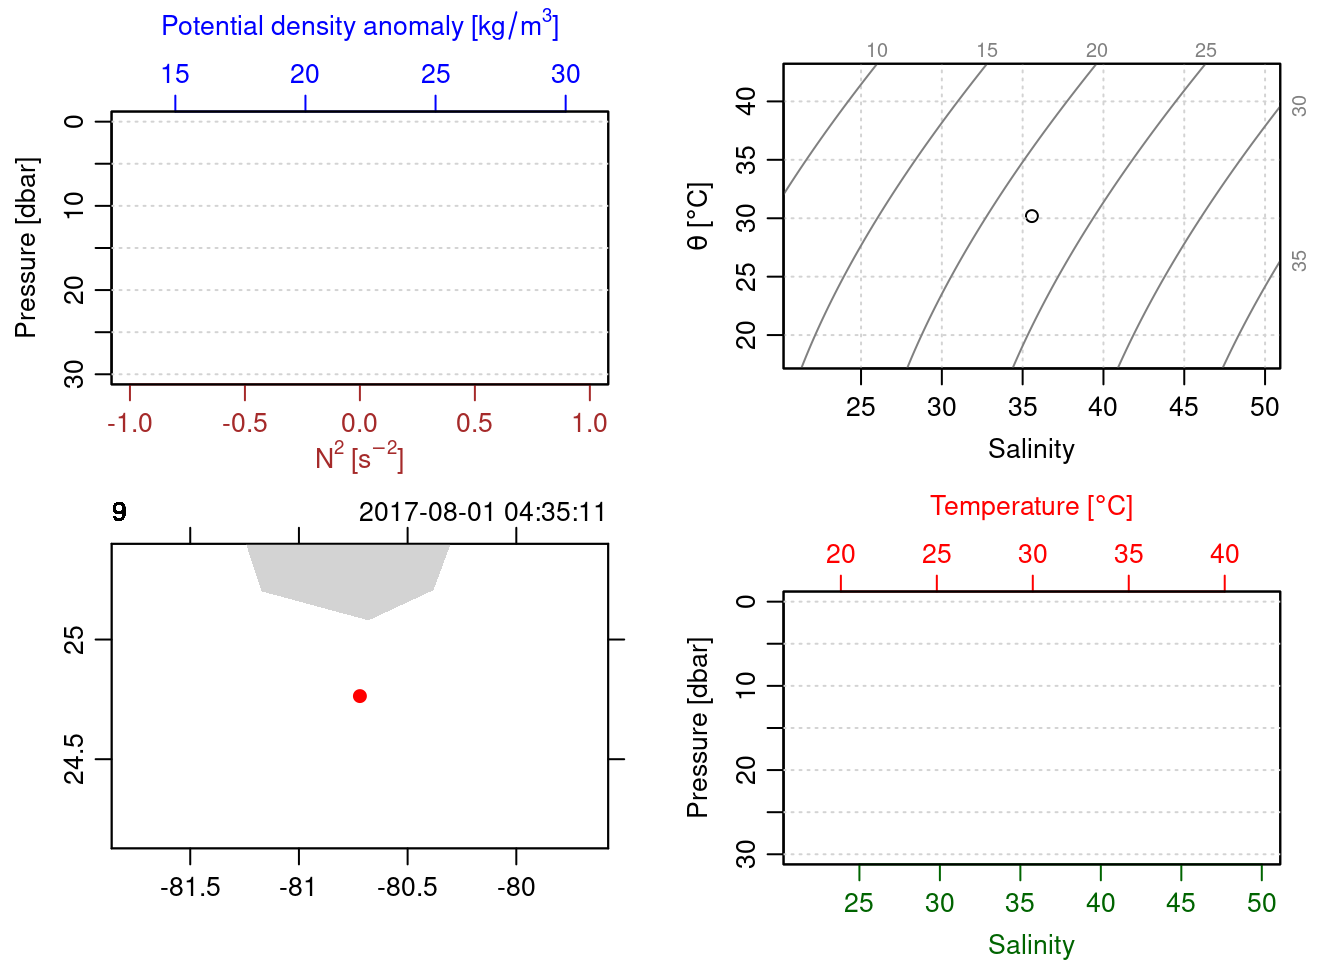 Potential density anomaly [kg/m³]
15 20 25 30
Pressure [dbar]
0
10
20
30
-1.0 -0.5 0.0 0.5 1.0
N² [s⁻²]
10 15 20 25
30
35
θ [°C]
40
35
30
25
20
25 30 35 40 45 50
Salinity
9 2017-08-01 04:35:11
25
24.5
-81.5 -81 -80.5 -80
Temperature [°C]
20 25 30 35 40
Pressure [dbar]
0
10
20
30
25 30 35 40 45 50
Salinity